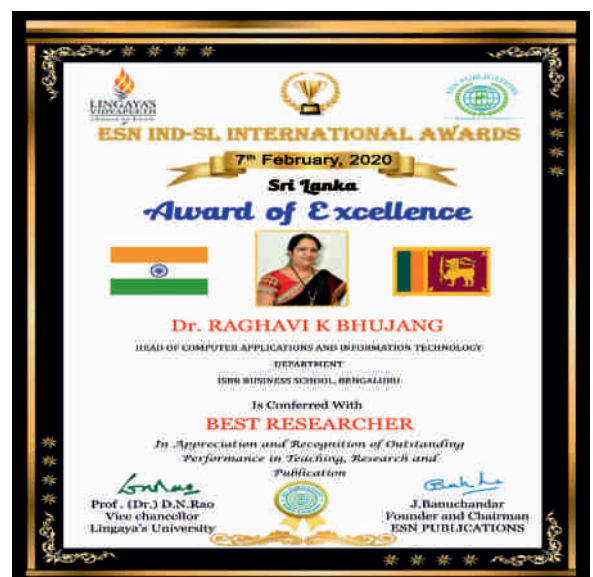 LINGAYAS
VIDYAPEETH
ESN PUBLICATIONS
ESN IND-SL INTERNATIONAL AWARDS
7th February, 2020
Sri Lanka
Award of Excellence
Dr. RAGHAVI K BHUJANG
HEAD OF COMPUTER APPLICATIONS AND INFORMATION TECHNOLOGY
DEPARTMENT
ISBR BUSINESS SCHOOL, BENGALURU
Is Conferred With
BEST RESEARCHER
In Appreciation and Recognition of Outstanding
Performance in Teaching, Research and
Publication
Prof. (Dr.) D.N.Rao
Vice chancellor
Lingaya's University
J.Banuchandar
Founder and Chairman
ESN PUBLICATIONS